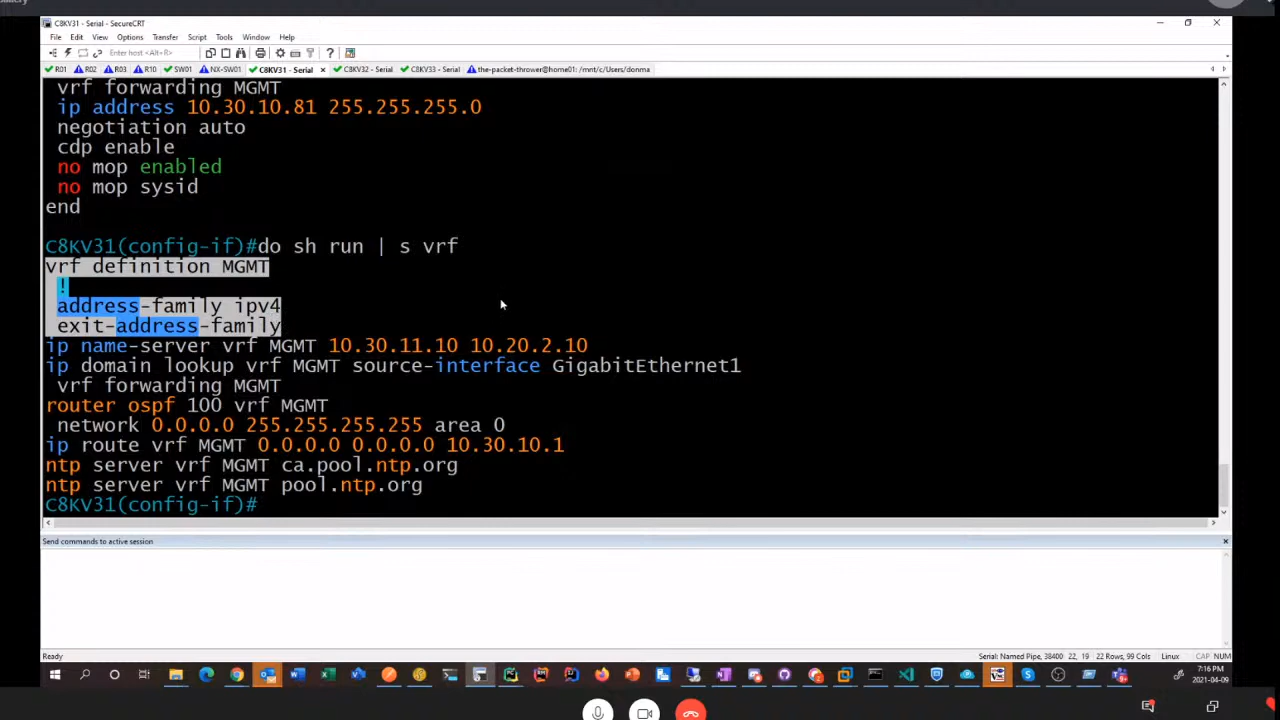 C8KV31 - Serial - SecureCRT
File Edit View Options Transfer Script Tools Window Help
Enter host <Alt+R>
R01 R02 R03 R10 SW01 NX-SW01 C8KV31 - Serial × C8KV32 - Serial C8KV33 - Serial the-packet-thrower@home01: /mnt/c/Users/donma
vrf forwarding MGMT
ip address 10.30.10.81 255.255.255.0
negotiation auto
cdp enable
no mop enabled
no mop sysid
end
C8KV31(config-if)#do sh run | s vrf
vrf definition MGMT
!
address-family ipv4
exit-address-family
ip name-server vrf MGMT 10.30.11.10 10.20.2.10
ip domain lookup vrf MGMT source-interface GigabitEthernet1
vrf forwarding MGMT
router ospf 100 vrf MGMT
network 0.0.0.0 255.255.255.255 area 0
ip route vrf MGMT 0.0.0.0 0.0.0.0 10.30.10.1
ntp server vrf MGMT ca.pool.ntp.org
ntp server vrf MGMT pool.ntp.org
C8KV31(config-if)#
Send commands to active session
Ready Serial: Named Pipe, 38400 22, 19 22 Rows, 99 Cols Linux CAP NUM
7:16 PM
2021-04-09